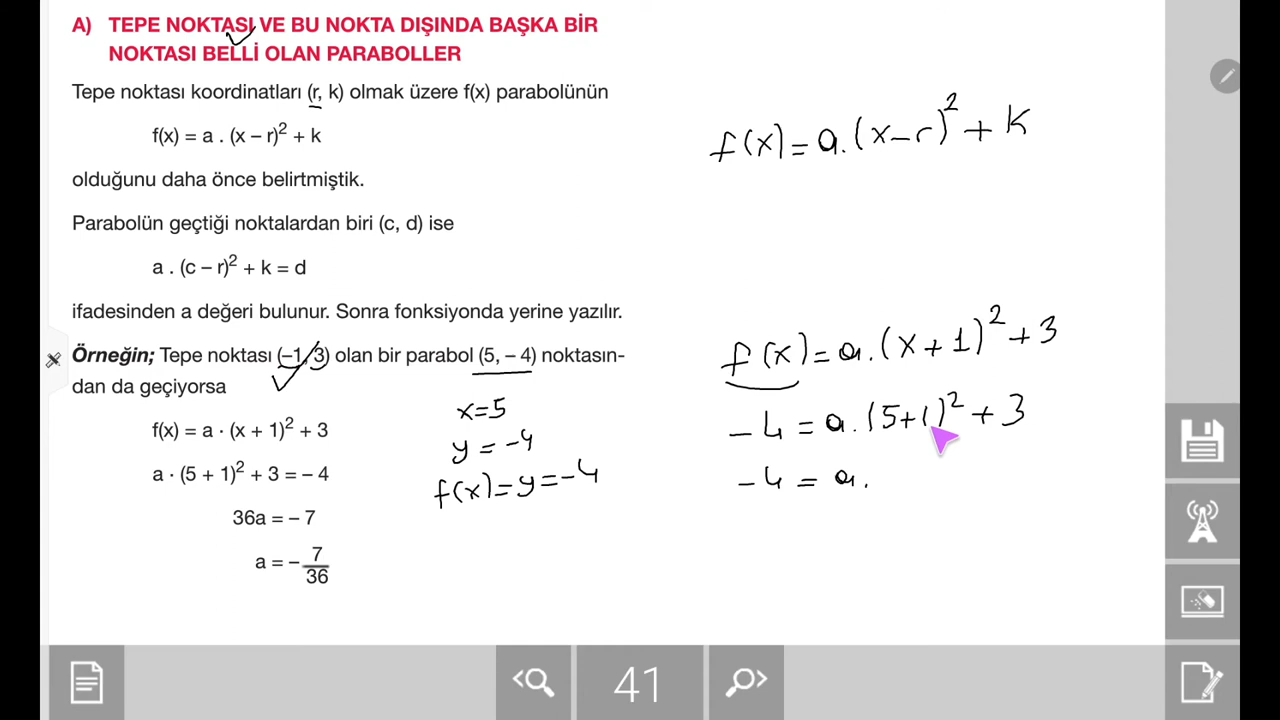 A) TEPE NOKTASI VE BU NOKTA DIŞINDA BAŞKA BİR
NOKTASI BELLİ OLAN PARABOLLER
Tepe noktası koordinatları (r, k) olmak üzere f(x) parabolünün
f(x) = a . (x – r)² + k
olduğunu daha önce belirtmiştik.
Parabolün geçtiği noktalardan biri (c, d) ise
a . (c – r)² + k = d
ifadesinden a değeri bulunur. Sonra fonksiyonda yerine yazılır.
Örneğin; Tepe noktası (–1, 3) olan bir parabol (5, – 4) noktasın-
dan da geçiyorsa
f(x) = a · (x + 1)² + 3
a · (5 + 1)² + 3 = – 4
36a = – 7
a = – 7/36
x=5
y = -4
f(x)=y=-4
f(x)=a.(x-r)²+k
f(x)=a.(x+1)²+3
-4=a.(5+1)²+3
-4=a.
41